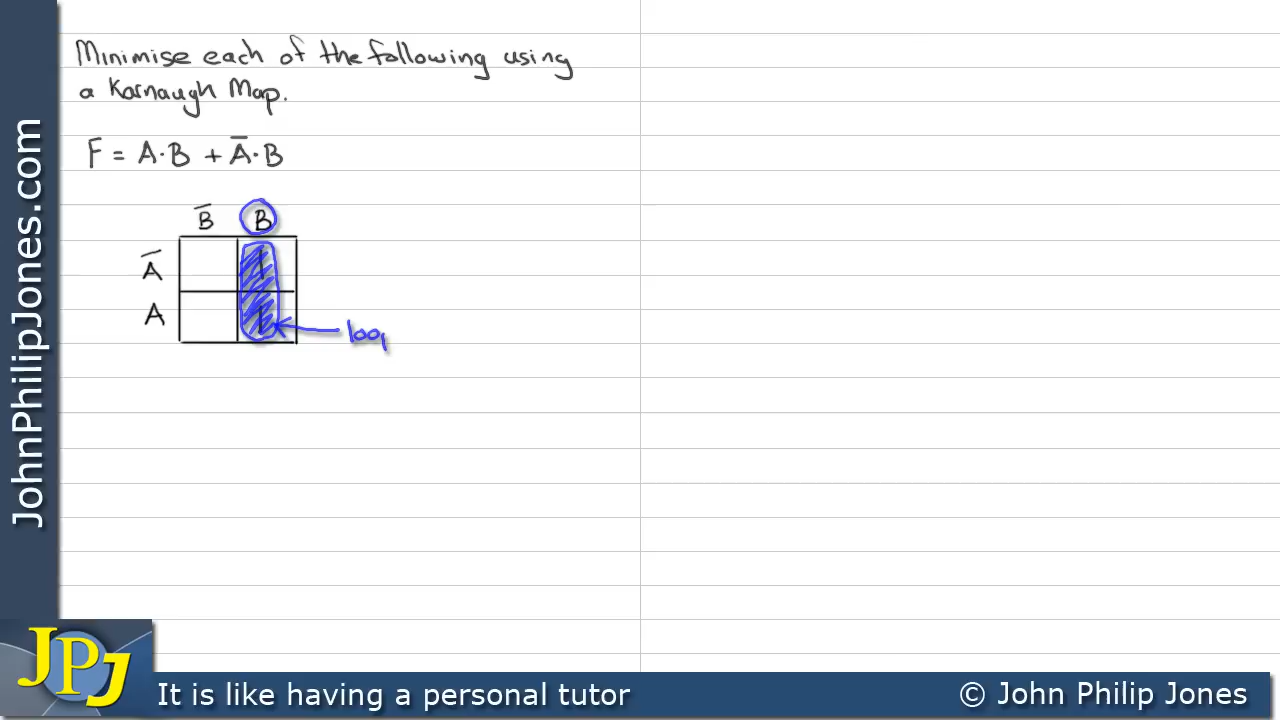 Minimise each of the following using
a Karnaugh Map.
F = A·B + A̅·B
B̅ B
A̅ 1
A 1
JohnPhilipJones.com
JPJ
It is like having a personal tutor
© John Philip Jones